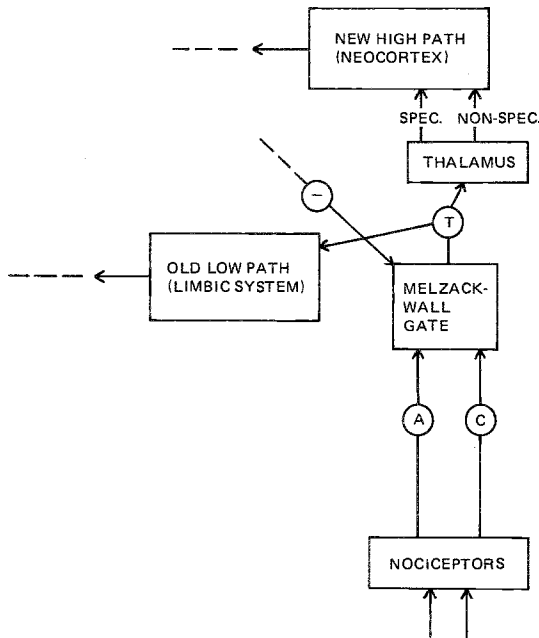 NEW HIGH PATH
(NEOCORTEX)
SPEC. NON-SPEC.
THALAMUS
−
T
OLD LOW PATH
(LIMBIC SYSTEM)
MELZACK-
WALL
GATE
A
C
NOCICEPTORS